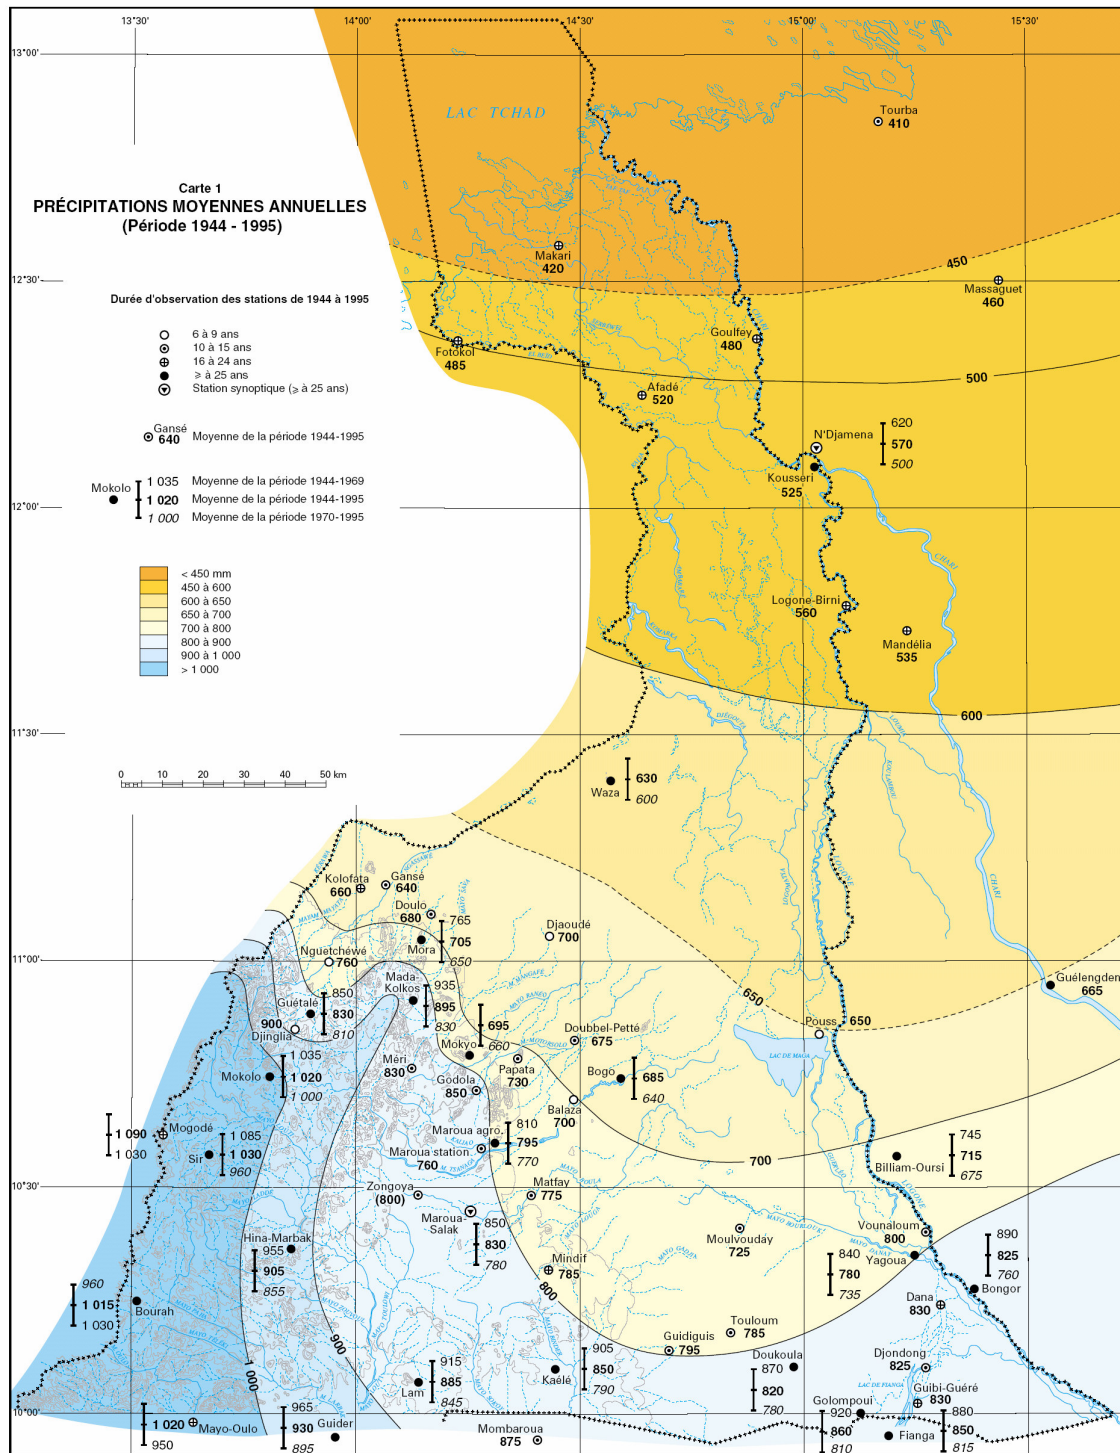 13°30'
14°00'
14°30'
15°00'
15°30'
13°00'
12°30'
12°00'
11°30'
11°00'
10°30'
10°00'
Carte 1
PRÉCIPITATIONS MOYENNES ANNUELLES
(Période 1944 - 1995)
Durée d'observation des stations de 1944 à 1995
6 à 9 ans
10 à 15 ans
16 à 24 ans
⩾ à 25 ans
Station synoptique (⩾ à 25 ans)
Gansé
640 Moyenne de la période 1944-1995
Mokolo
1 035 Moyenne de la période 1944-1969
1 020 Moyenne de la période 1944-1995
1 000 Moyenne de la période 1970-1995
< 450 mm
450 à 600
600 à 650
650 à 700
700 à 800
800 à 900
900 à 1 000
> 1 000
0 10 20 30 40 50 km
LAC TCHAD
Tourba
410
Makari
420
450
Massaguet
460
Goulfey
480
CHARI
Fotokol
485
EL BEID
500
Afadé
520
N'Djamena
620
570
500
Kousseri
525
CHARI
Logone-Birni
560
Mandélia
535
600
LOGONE
CHARI
Waza
630
600
Kolofata
660
Gansé
640
Doulo
680
Mora
765
705
650
Djaoudé
700
Nguetchéwé
760
Mada-
Kolkos
935
895
830
Guétalé
850
830
810
900
Djinglia
695
660
Mokyo
Doubbel-Petté
675
650
Guélengdeng
665
Pouss
650
LAC DE MAGA
Mokolo
1 035
1 020
1 000
Méri
830
Godola
850
Papata
730
Bogo
685
640
Balaza
700
Mogodé
1 090
1 030
Sir
1 085
1 030
960
Maroua agro.
810
795
770
Maroua station
760
M. TSANAGA
700
Billiam-Oursi
745
715
675
Zongoya
(800)
Matfay
775
Maroua-
Salak
850
830
780
Moulvouday
725
Vounaloum
800
Yagoua
840
780
735
Hina-Marbak
955
905
855
Mindif
785
800
Bongor
890
825
760
Dana
830
Bourah
960
1 015
1 030
Touloum
785
Guidiguis
795
Doukoula
870
820
780
Djondong
825
LAC DE FIANGA
Guibi-Guéré
830
1 000
900
Lam
915
885
845
Kaélé
905
850
790
Golompoui
920
860
810
Fianga
880
850
815
Mayo-Oulo
1 020
950
Guider
965
930
895
Mombaroua
875